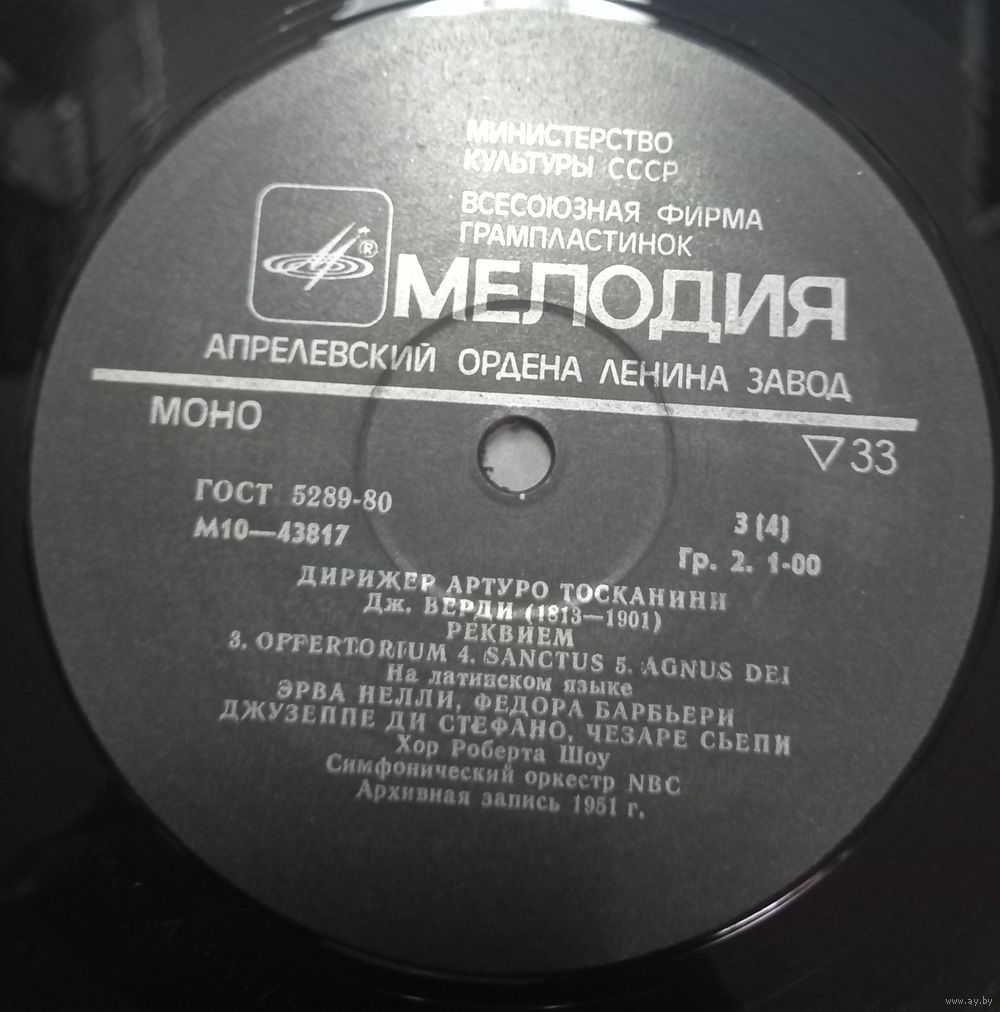 МИНИСТЕРСТВО
КУЛЬТУРЫ СССР
ВСЕСОЮЗНАЯ ФИРМА
ГРАМПЛАСТИНОК
®
МЕЛОДИЯ
АПРЕЛЕВСКИЙ ОРДЕНА ЛЕНИНА ЗАВОД
МОНО
▽33
ГОСТ 5289-80
М10—43817
3 (4)
Гр. 2. 1-00
ДИРИЖЕР АРТУРО ТОСКАНИНИ
Дж. ВЕРДИ (1813—1901)
РЕКВИЕМ
3. OFFERTORIUM 4. SANCTUS 5. AGNUS DEI
На латинском языке
ЭРВА НЕЛЛИ, ФЕДОРА БАРБЬЕРИ
ДЖУЗЕППЕ ДИ СТЕФАНО, ЧЕЗАРЕ СЬЕПИ
Хор Роберта Шоу
Симфонический оркестр NBC
Архивная запись 1951 г.
www.ay.by